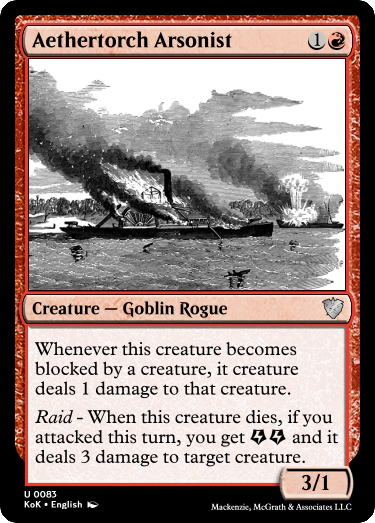 Aethertorch Arsonist 1
Creature — Goblin Rogue
Whenever this creature becomes
blocked by a creature, it creature
deals 1 damage to that creature.
Raid - When this creature dies, if you
attacked this turn, you get and it
deals 3 damage to target creature.
3/1
U 0083
KoK • English
Mackenzie, McGrath & Associates LLC